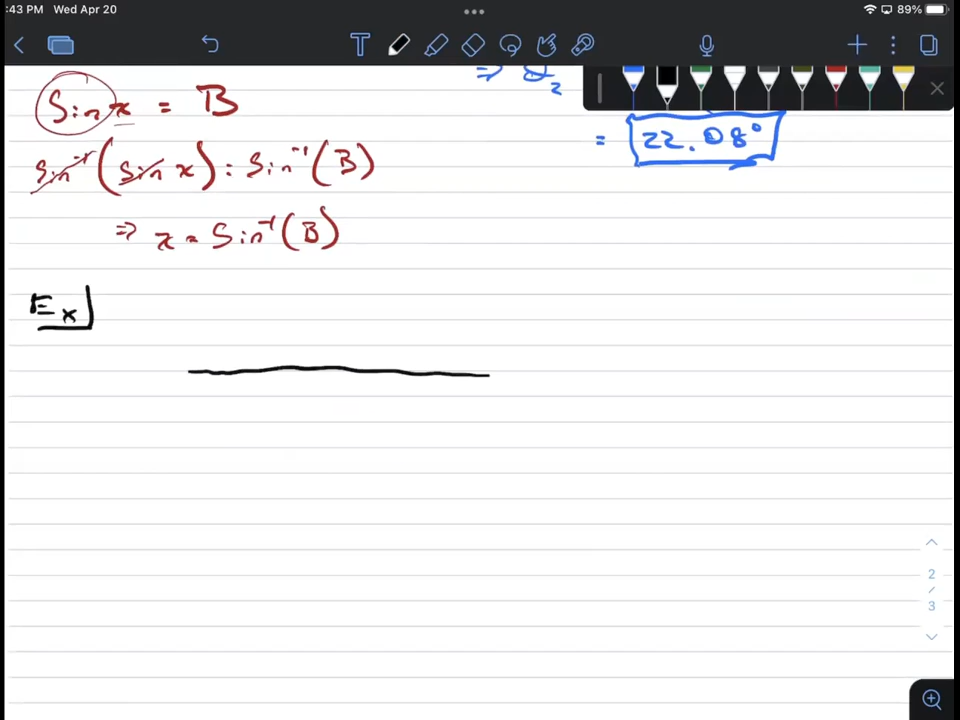 :43 PM Wed Apr 20
89%
Sin x = B
Sin⁻¹ (Sin x) = Sin⁻¹ (B)
⇒ x = Sin⁻¹ (B)
⇒ 2
= 22.08°
Ex
T
2
/
3